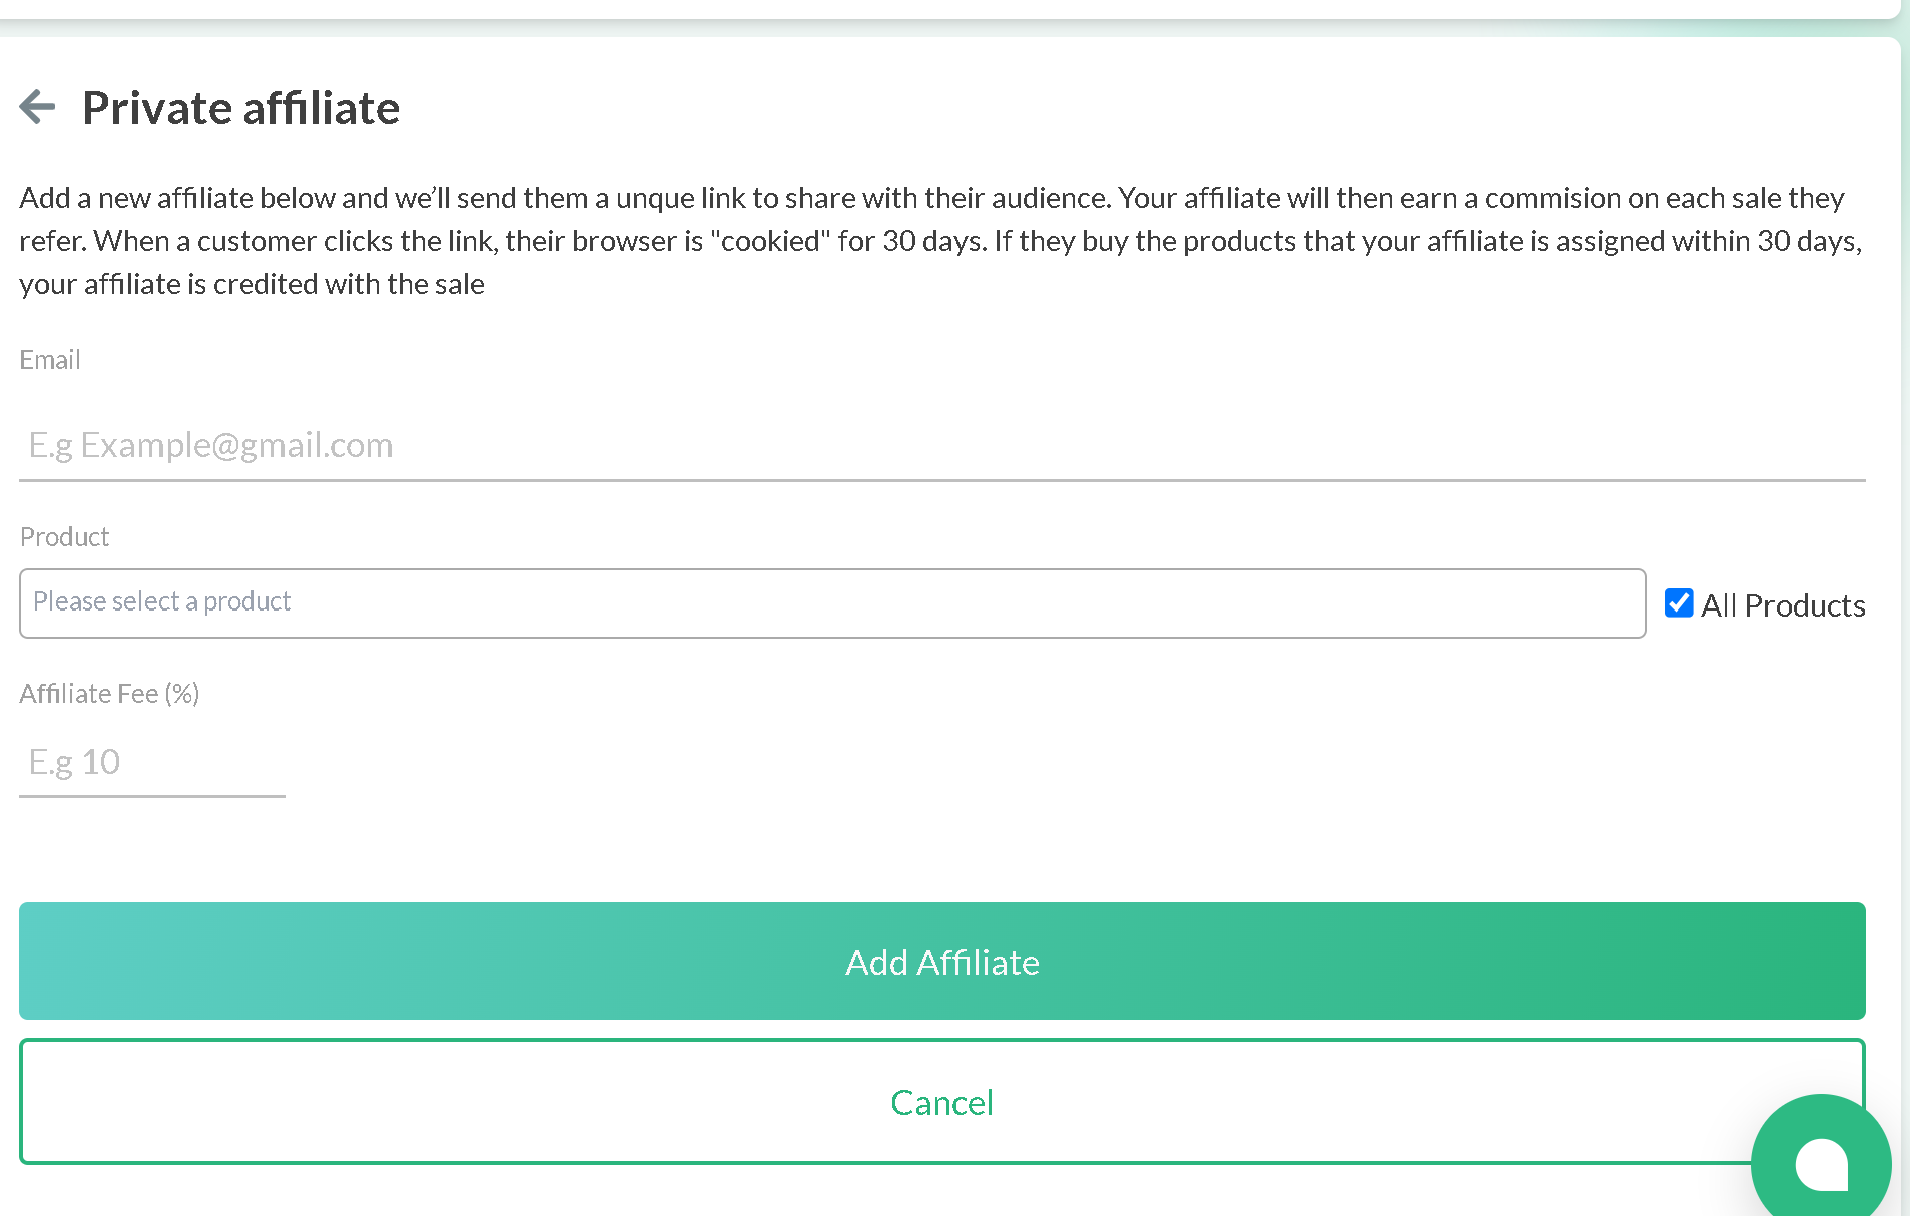 Private affiliate
Add a new affiliate below and we’ll send them a unque link to share with their audience. Your affiliate will then earn a commision on each sale they
refer. When a customer clicks the link, their browser is "cookied" for 30 days. If they buy the products that your affiliate is assigned within 30 days,
your affiliate is credited with the sale
Email
E.g Example@gmail.com
Product
Please select a product
All Products
Affiliate Fee (%)
E.g 10
Add Affiliate
Cancel